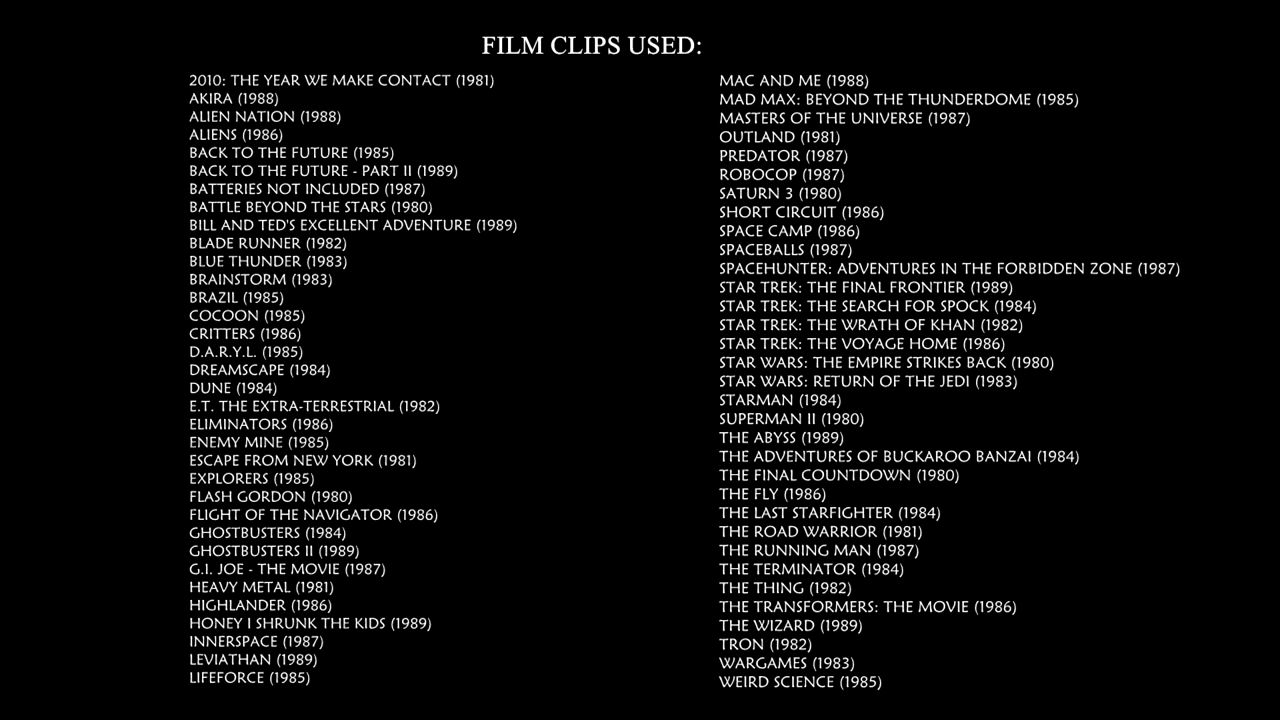 FILM CLIPS USED:
2010: THE YEAR WE MAKE CONTACT (1981)
AKIRA (1988)
ALIEN NATION (1988)
ALIENS (1986)
BACK TO THE FUTURE (1985)
BACK TO THE FUTURE - PART II (1989)
BATTERIES NOT INCLUDED (1987)
BATTLE BEYOND THE STARS (1980)
BILL AND TED'S EXCELLENT ADVENTURE (1989)
BLADE RUNNER (1982)
BLUE THUNDER (1983)
BRAINSTORM (1983)
BRAZIL (1985)
COCOON (1985)
CRITTERS (1986)
D.A.R.Y.L. (1985)
DREAMSCAPE (1984)
DUNE (1984)
E.T. THE EXTRA-TERRESTRIAL (1982)
ELIMINATORS (1986)
ENEMY MINE (1985)
ESCAPE FROM NEW YORK (1981)
EXPLORERS (1985)
FLASH GORDON (1980)
FLIGHT OF THE NAVIGATOR (1986)
GHOSTBUSTERS (1984)
GHOSTBUSTERS II (1989)
G.I. JOE - THE MOVIE (1987)
HEAVY METAL (1981)
HIGHLANDER (1986)
HONEY I SHRUNK THE KIDS (1989)
INNERSPACE (1987)
LEVIATHAN (1989)
LIFEFORCE (1985)
MAC AND ME (1988)
MAD MAX: BEYOND THE THUNDERDOME (1985)
MASTERS OF THE UNIVERSE (1987)
OUTLAND (1981)
PREDATOR (1987)
ROBOCOP (1987)
SATURN 3 (1980)
SHORT CIRCUIT (1986)
SPACE CAMP (1986)
SPACEBALLS (1987)
SPACEHUNTER: ADVENTURES IN THE FORBIDDEN ZONE (1987)
STAR TREK: THE FINAL FRONTIER (1989)
STAR TREK: THE SEARCH FOR SPOCK (1984)
STAR TREK: THE WRATH OF KHAN (1982)
STAR TREK: THE VOYAGE HOME (1986)
STAR WARS: THE EMPIRE STRIKES BACK (1980)
STAR WARS: RETURN OF THE JEDI (1983)
STARMAN (1984)
SUPERMAN II (1980)
THE ABYSS (1989)
THE ADVENTURES OF BUCKAROO BANZAI (1984)
THE FINAL COUNTDOWN (1980)
THE FLY (1986)
THE LAST STARFIGHTER (1984)
THE ROAD WARRIOR (1981)
THE RUNNING MAN (1987)
THE TERMINATOR (1984)
THE THING (1982)
THE TRANSFORMERS: THE MOVIE (1986)
THE WIZARD (1989)
TRON (1982)
WARGAMES (1983)
WEIRD SCIENCE (1985)